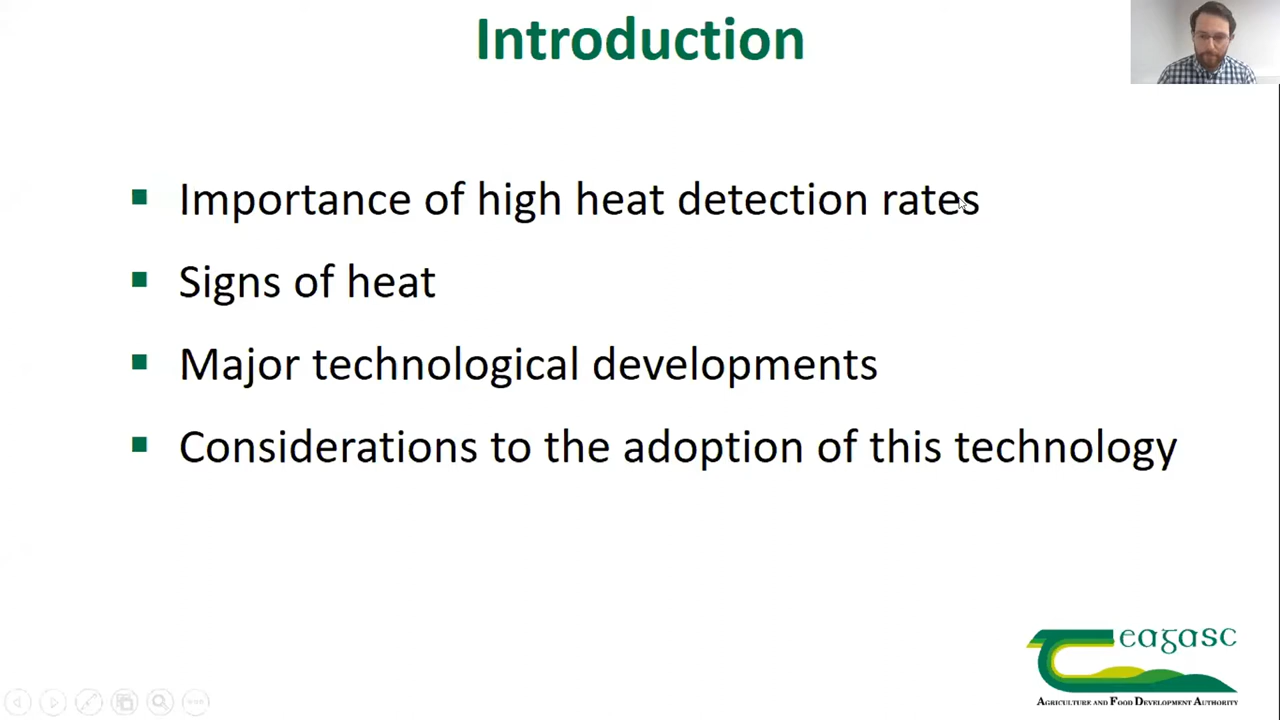 Introduction
Importance of high heat detection rates
Signs of heat
Major technological developments
Considerations to the adoption of this technology
eagasc
AGRICULTURE AND FOOD DEVELOPMENT AUTHORITY